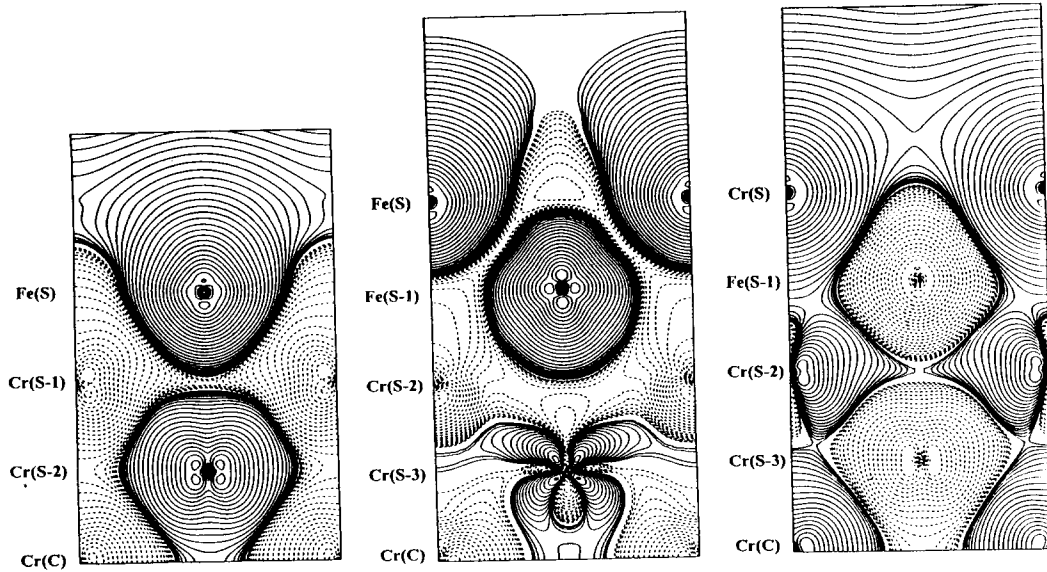 Fe(S)
Cr(S-1)
Cr(S-2)
Cr(C)
Fe(S)
Fe(S-1)
Cr(S-2)
Cr(S-3)
Cr(C)
Cr(S)
Fe(S-1)
Cr(S-2)
Cr(S-3)
Cr(C)